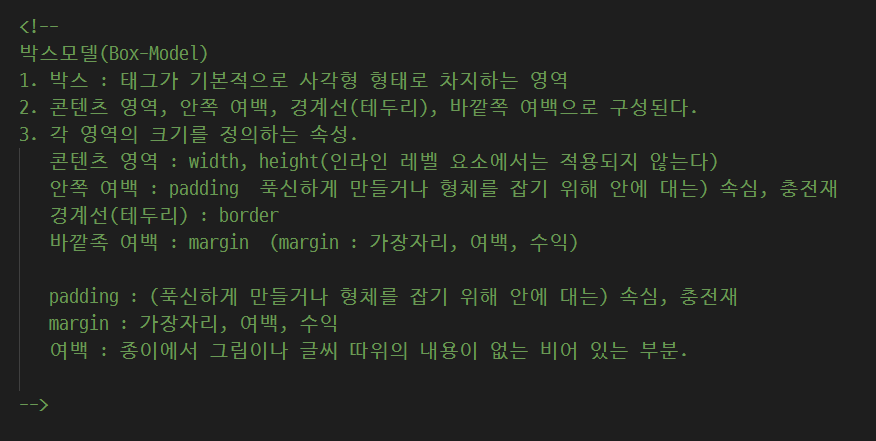 <!--
박스모델(Box-Model)
1. 박스 : 태그가 기본적으로 사각형 형태로 차지하는 영역
2. 콘텐츠 영역, 안쪽 여백, 경계선(테두리), 바깥쪽 여백으로 구성된다.
3. 각 영역의 크기를 정의하는 속성.
콘텐츠 영역 : width, height(인라인 레벨 요소에서는 적용되지 않는다)
안쪽 여백 : padding  푹신하게 만들거나 형체를 잡기 위해 안에 대는) 속심, 충전재
경계선(테두리) : border
바깥족 여백 : margin  (margin : 가장자리, 여백, 수익)
padding : (푹신하게 만들거나 형체를 잡기 위해 안에 대는) 속심, 충전재
margin : 가장자리, 여백, 수익
여백 : 종이에서 그림이나 글씨 따위의 내용이 없는 비어 있는 부분.
-->